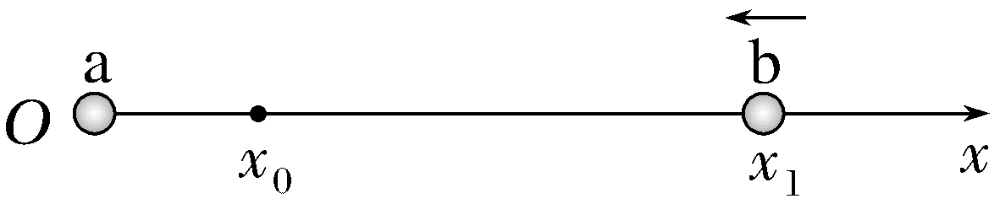 a b
O
x₀ x₁ x